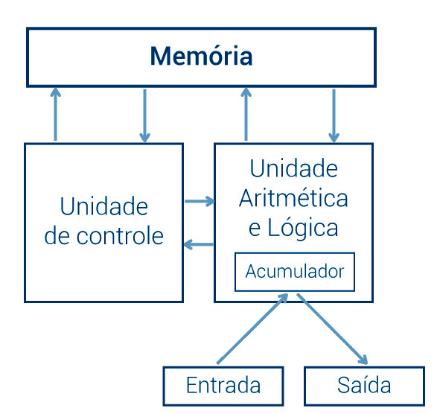 Memória
Unidade
de controle
Unidade
Aritmética
e Lógica
Acumulador
Entrada
Saída